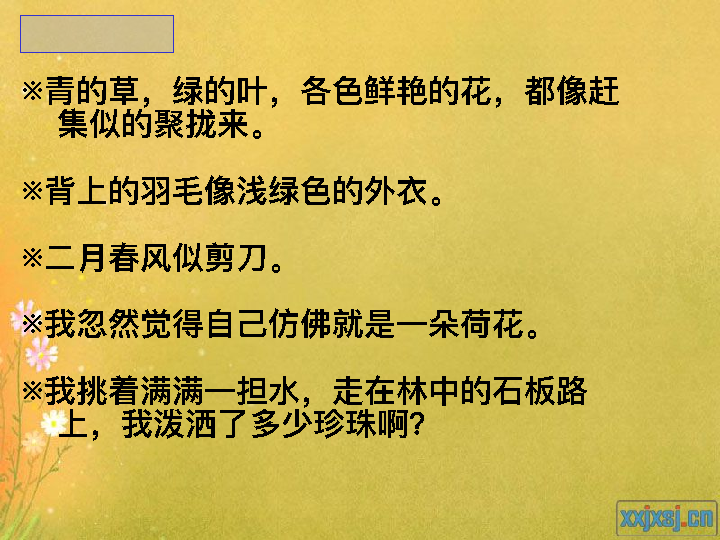 ※青的草，绿的叶，各色鲜艳的花，都像赶
集似的聚拢来。
※背上的羽毛像浅绿色的外衣。
※二月春风似剪刀。
※我忽然觉得自己仿佛就是一朵荷花。
※我挑着满满一担水，走在林中的石板路
上，我泼洒了多少珍珠啊？
xxjxsj.cn